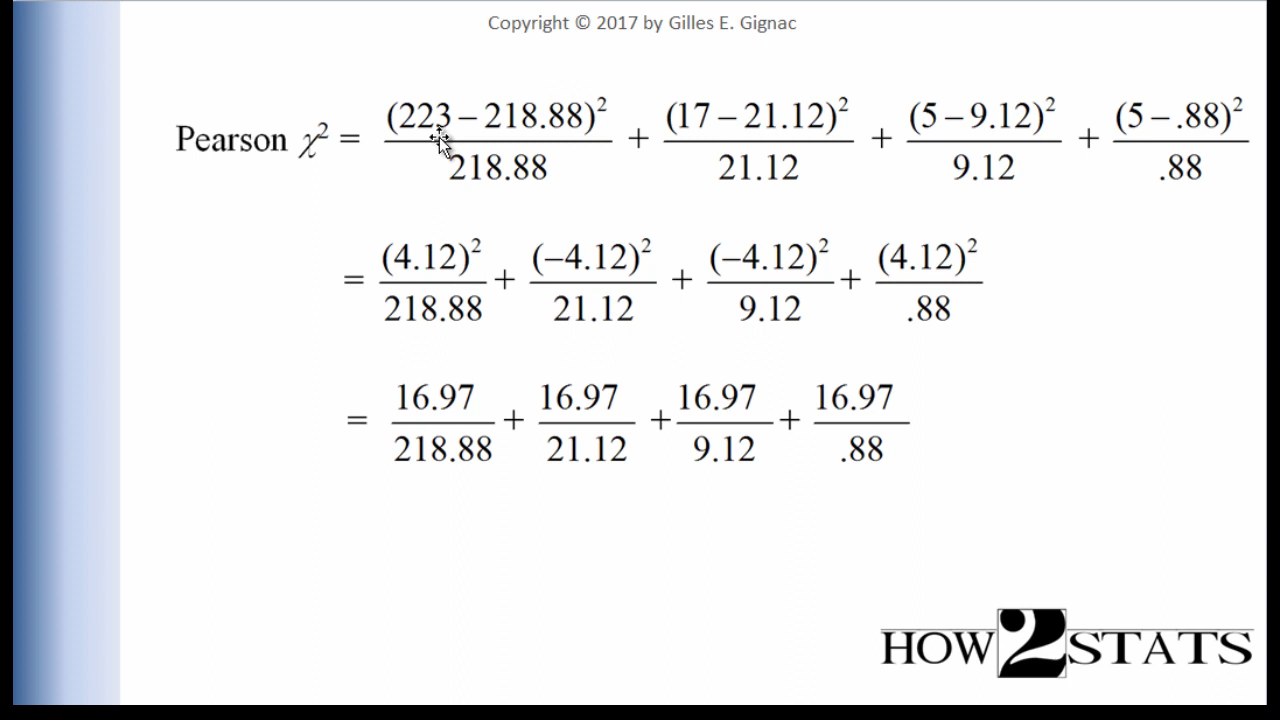 Copyright © 2017 by Gilles E. Gignac
Pearson χ² = (223 – 218.88)² / 218.88 + (17 – 21.12)² / 21.12 + (5 – 9.12)² / 9.12 + (5 – .88)² / .88
= (4.12)² / 218.88 + (–4.12)² / 21.12 + (–4.12)² / 9.12 + (4.12)² / .88
= 16.97 / 218.88 + 16.97 / 21.12 + 16.97 / 9.12 + 16.97 / .88
HOW2STATS